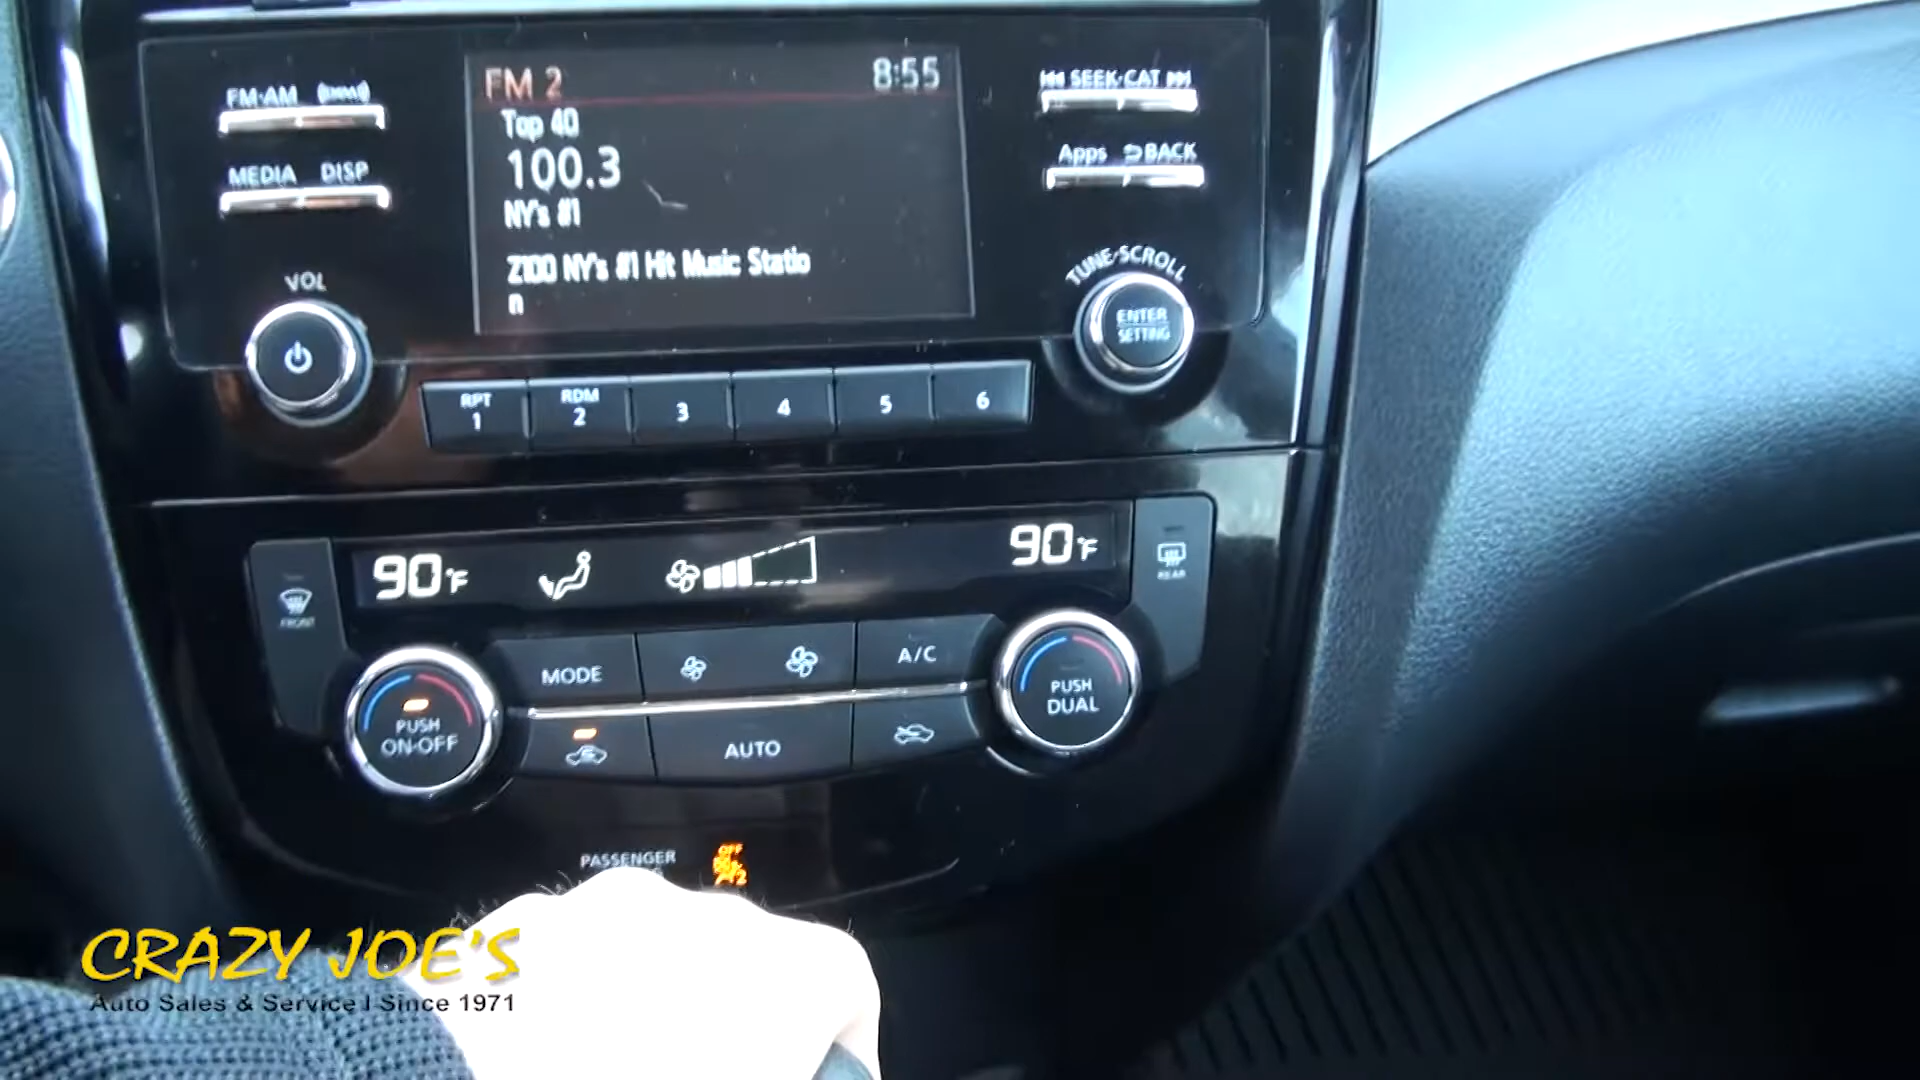 FM·AM
FM 2
8:55
SEEK·CAT
Top 40
100.3
MEDIA DISP
Apps BACK
NY's #1
Z100 NY's #1 Hit Music Statio
n
VOL
TUNE·SCROLL
ENTER
SETTING
RPT
1
RDM
2
3
4
5
6
90°F
90°F
FRONT
REAR
MODE
A/C
PUSH
ON·OFF
AUTO
PUSH
DUAL
PASSENGER
OFF
CRAZY JOE'S
Auto Sales & Service | Since 1971